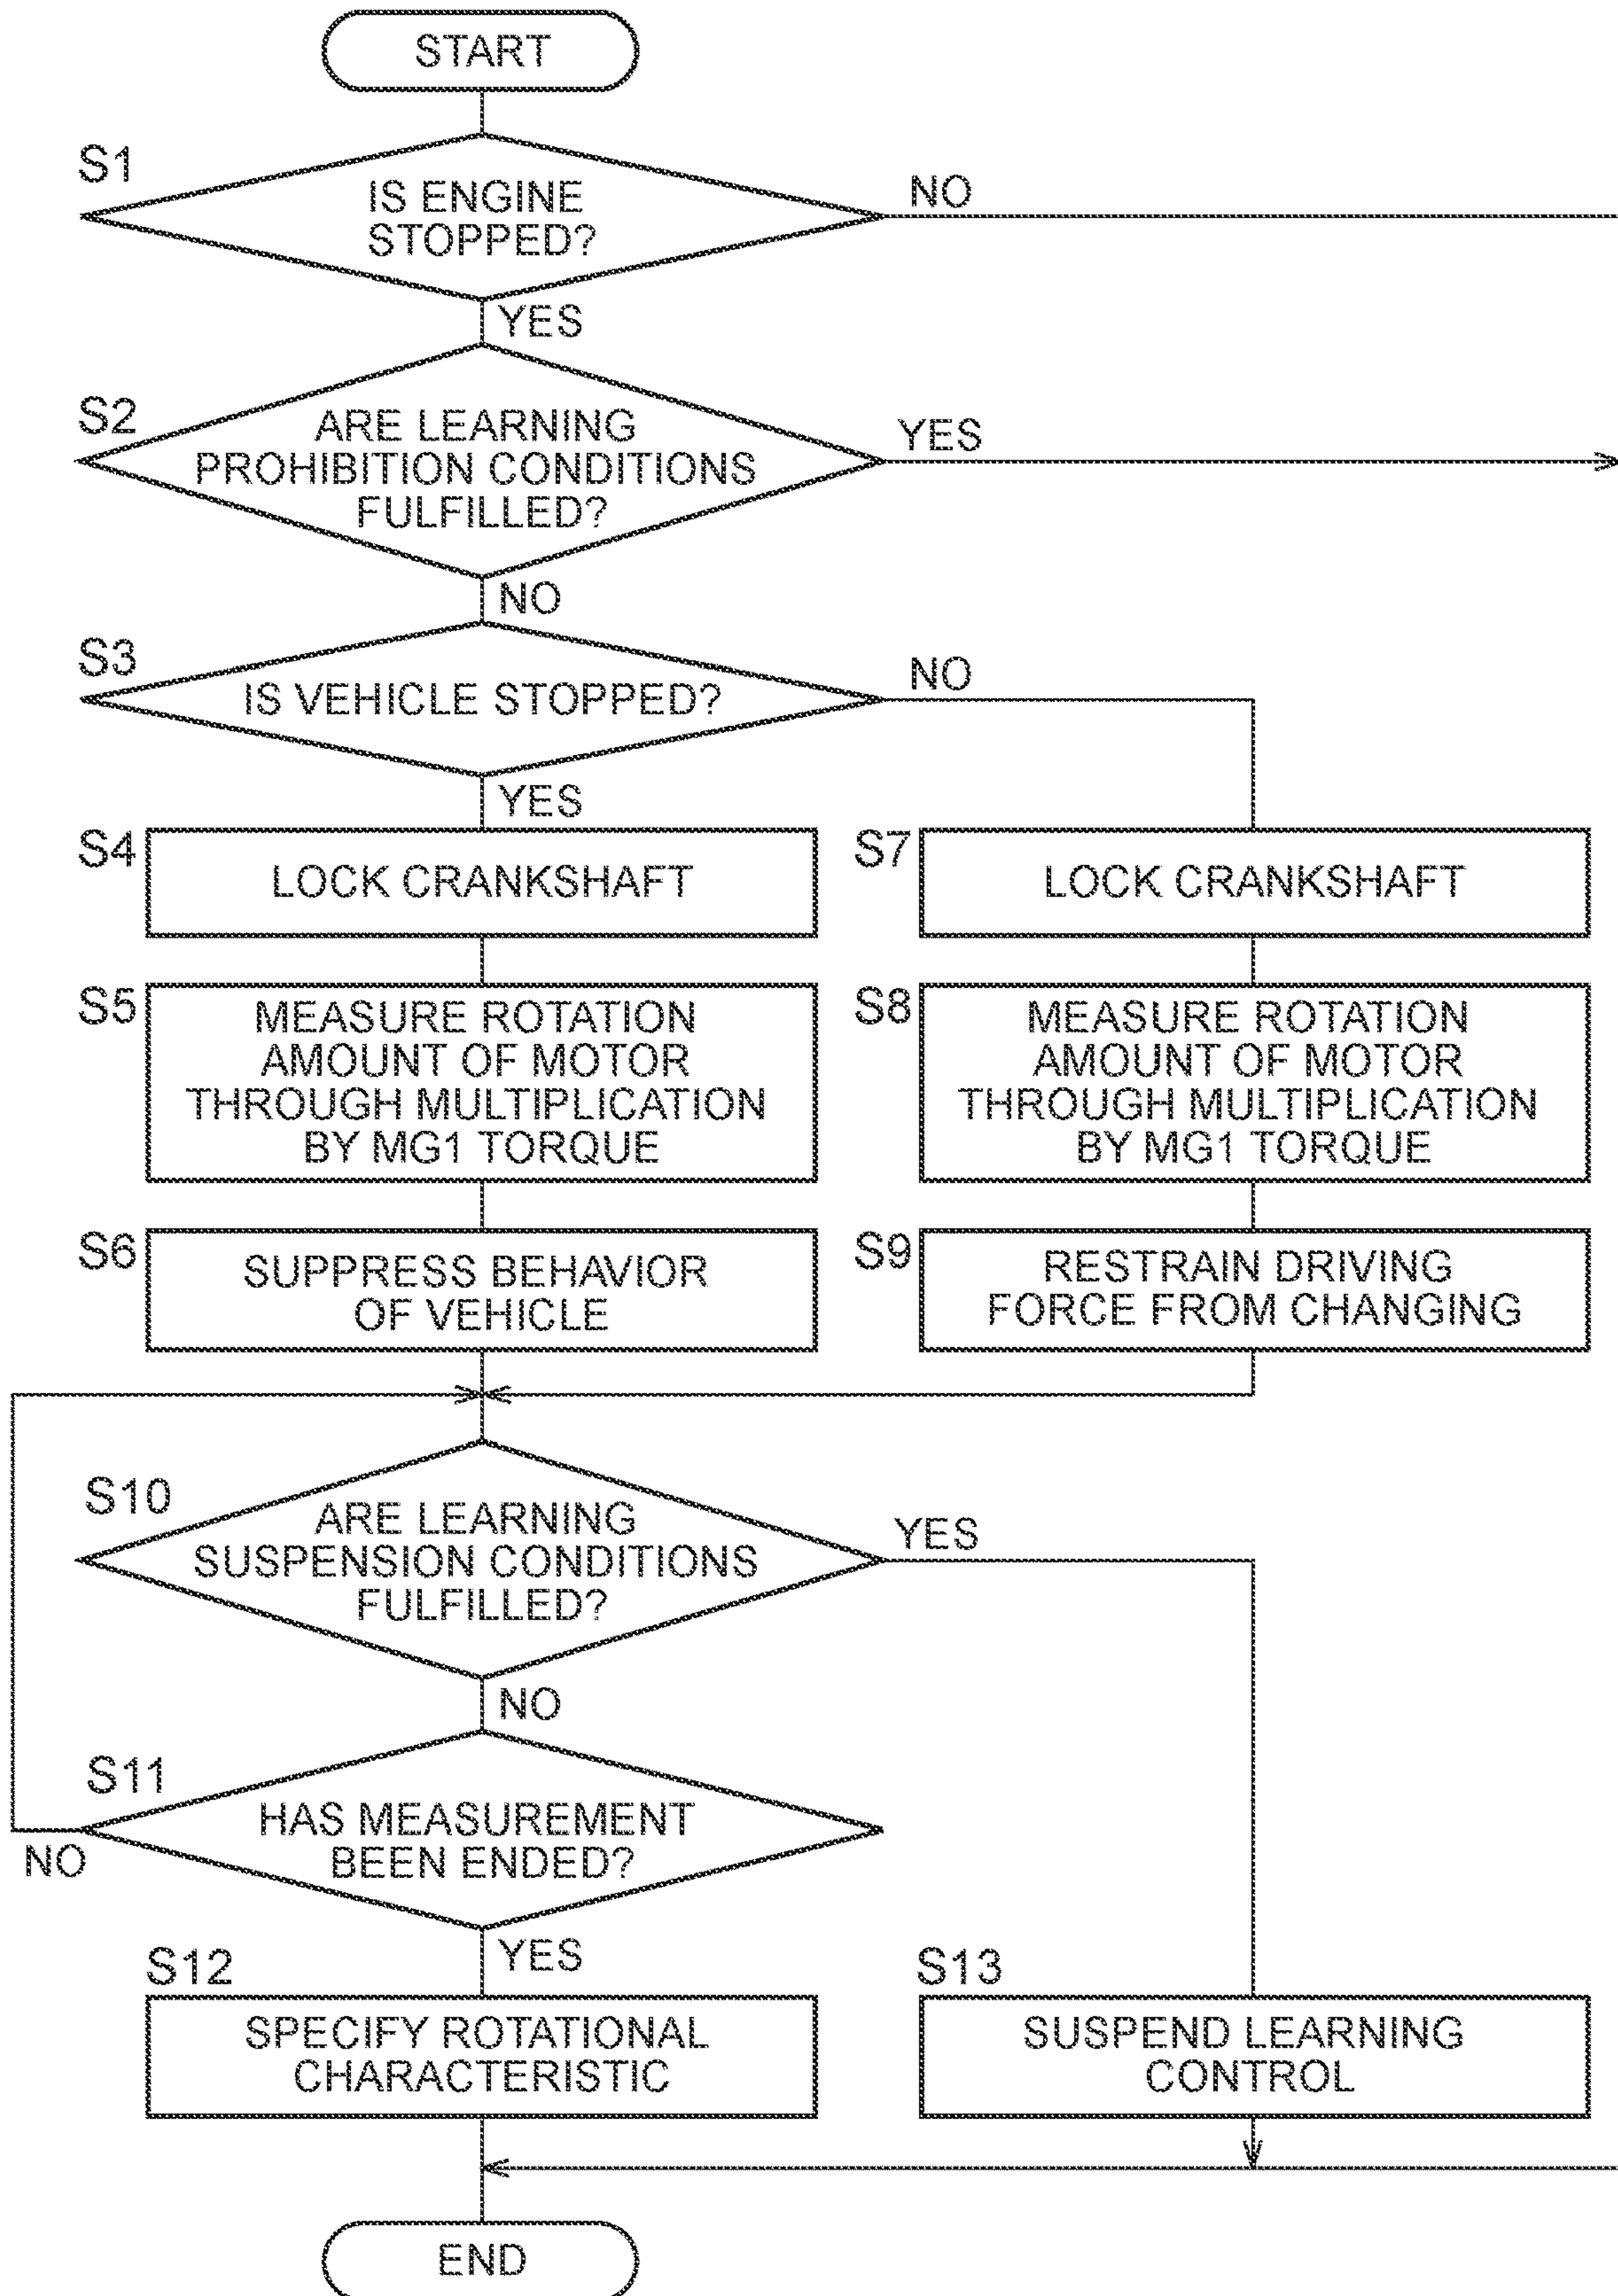 START
S1
IS ENGINE
STOPPED?
NO
YES
S2
ARE LEARNING
PROHIBITION CONDITIONS
FULFILLED?
YES
NO
S3
IS VEHICLE STOPPED?
NO
YES
S4
LOCK CRANKSHAFT
S7
LOCK CRANKSHAFT
S5
MEASURE ROTATION
AMOUNT OF MOTOR
THROUGH MULTIPLICATION
BY MG1 TORQUE
S8
MEASURE ROTATION
AMOUNT OF MOTOR
THROUGH MULTIPLICATION
BY MG1 TORQUE
S6
SUPPRESS BEHAVIOR
OF VEHICLE
S9
RESTRAIN DRIVING
FORCE FROM CHANGING
S10
ARE LEARNING
SUSPENSION CONDITIONS
FULFILLED?
YES
NO
S11
HAS MEASUREMENT
BEEN ENDED?
NO
YES
S12
SPECIFY ROTATIONAL
CHARACTERISTIC
S13
SUSPEND LEARNING
CONTROL
END